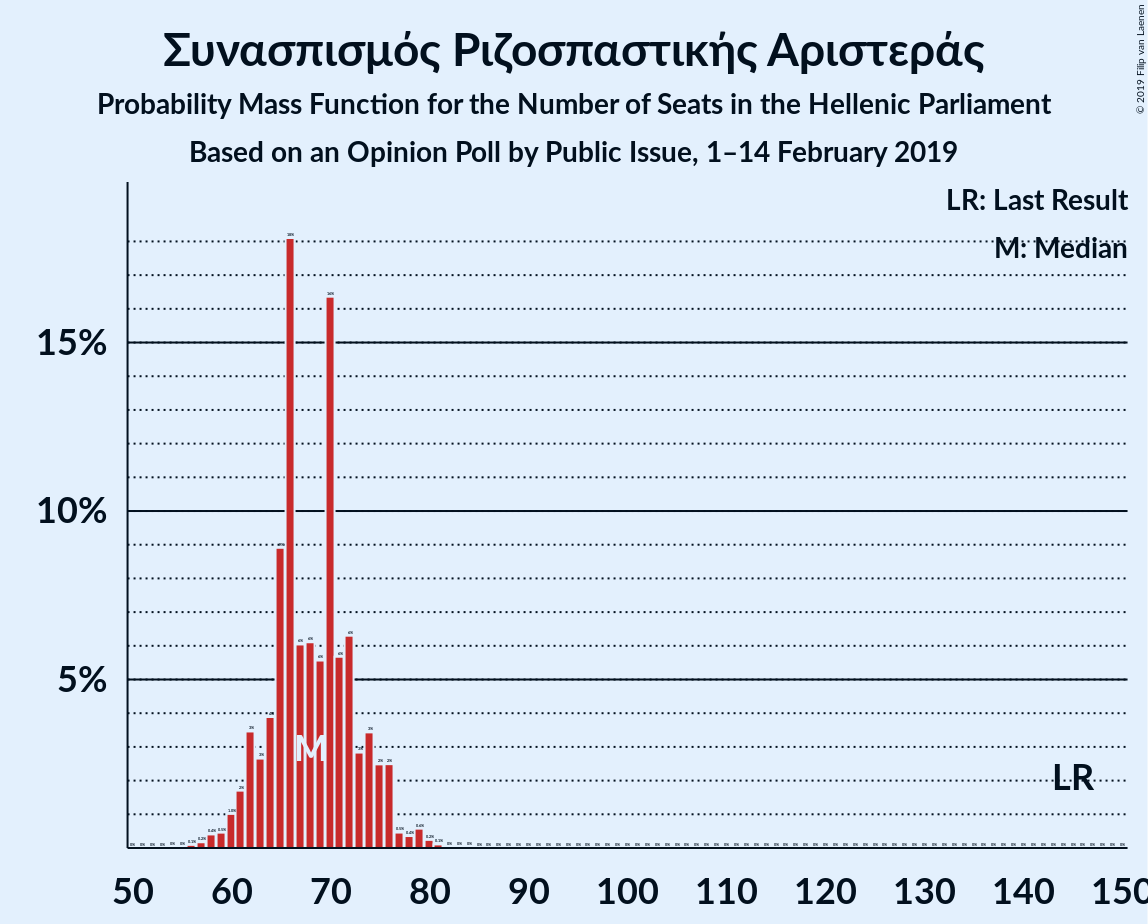 Συνασπισμός Ριζοσπαστικής Αριστεράς
Probability Mass Function for the Number of Seats in the Hellenic Parliament
Based on an Opinion Poll by Public Issue, 1–14 February 2019
© 2019 Filip van Laenen
LR: Last Result
M: Median
15%
10%
5%
M
LR
50 60 70 80 90 100 110 120 130 140 150